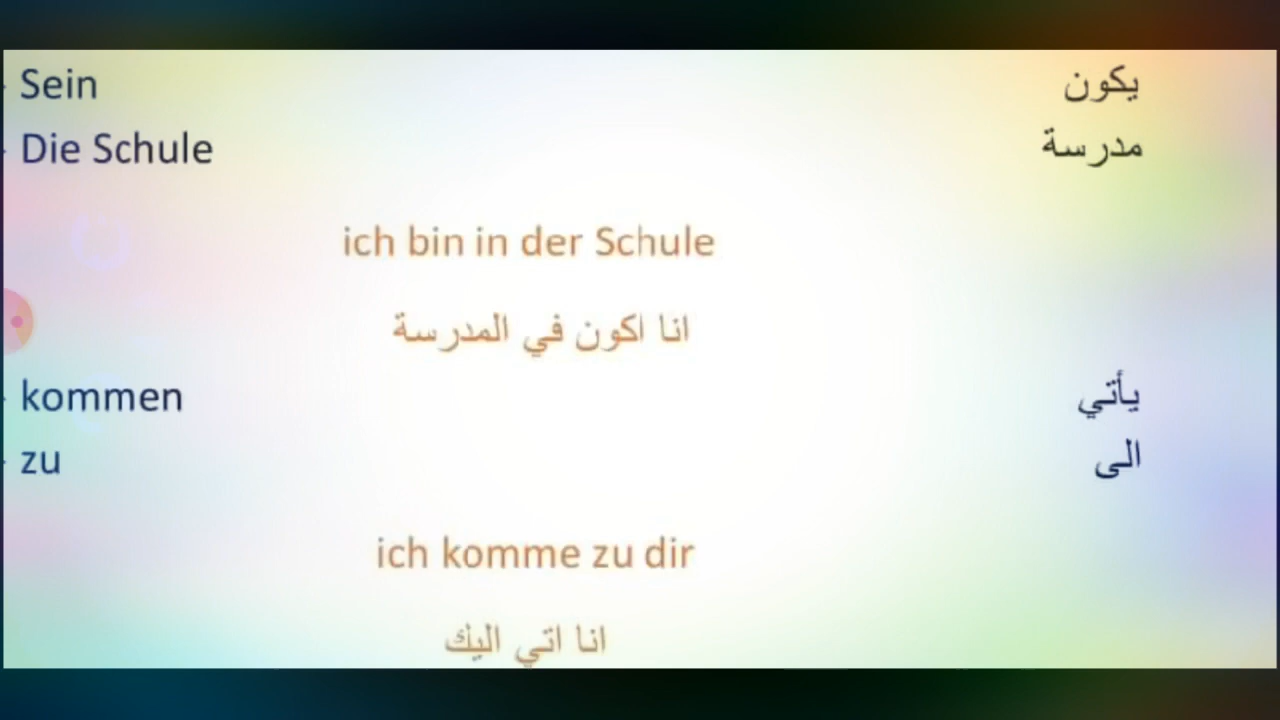 Sein يكون
Die Schule مدرسة
ich bin in der Schule
انا اكون في المدرسة
kommen يأتي
zu الى
ich komme zu dir
انا اتي اليك